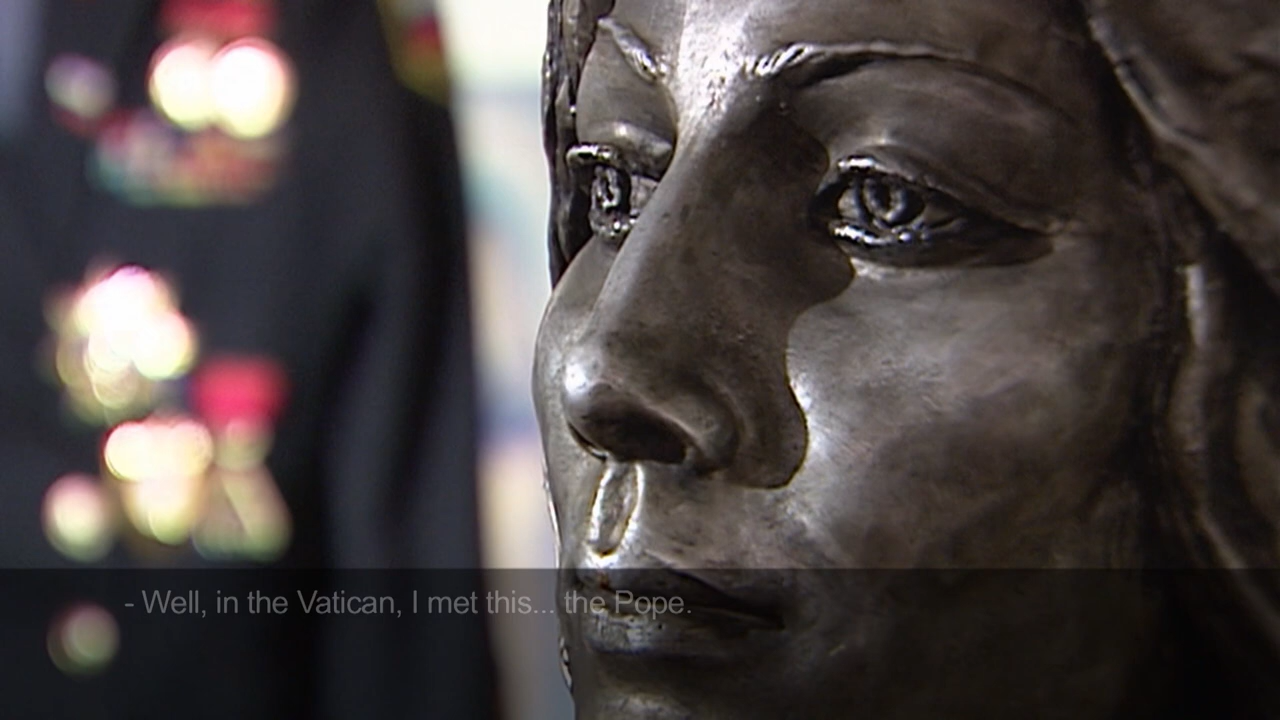 - Well, in the Vatican, I met this... the Pope.